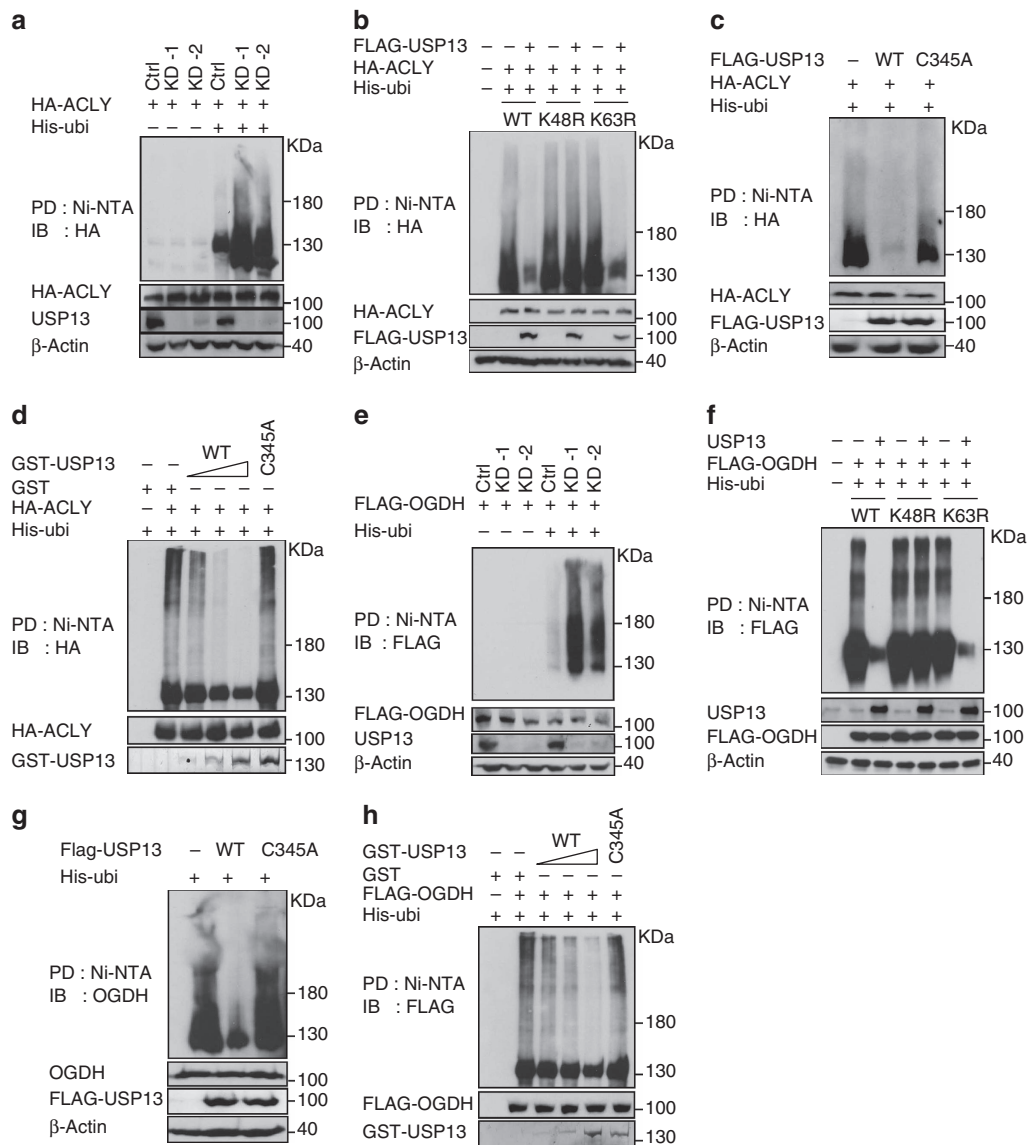 a
Ctrl KD -1 KD -2 Ctrl KD -1 KD -2
HA-ACLY + + + + + +
His-ubi – – – + + +
KDa
PD : Ni-NTA
IB : HA
180
130
HA-ACLY 100
USP13 100
β-Actin 40
b
FLAG-USP13 – – + – + – +
HA-ACLY – + + + + + +
His-ubi – + + + + + +
WT K48R K63R
KDa
PD : Ni-NTA
IB : HA
180
130
HA-ACLY 100
FLAG-USP13 100
β-Actin 40
c
FLAG-USP13 – WT C345A
HA-ACLY + + +
His-ubi + + +
KDa
PD : Ni-NTA
IB : HA
180
130
HA-ACLY 100
FLAG-USP13 100
β-Actin 40
d
WT C345A
GST-USP13 – –
GST + + – – – –
HA-ACLY – + + + + +
His-ubi + + + + + +
KDa
PD : Ni-NTA
IB : HA
180
130
HA-ACLY 100
GST-USP13 130
e
Ctrl KD -1 KD -2 Ctrl KD -1 KD -2
FLAG-OGDH + + + + + +
His-ubi – – – + + +
KDa
PD : Ni-NTA
IB : FLAG
180
130
FLAG-OGDH 100
USP13 100
β-Actin 40
f
USP13 – – + – + – +
FLAG-OGDH – + + + + + +
His-ubi – + + + + + +
WT K48R K63R
KDa
PD : Ni-NTA
IB : FLAG
180
130
USP13 100
FLAG-OGDH 100
β-Actin 40
g
Flag-USP13 – WT C345A
His-ubi + + +
KDa
PD : Ni-NTA
IB : OGDH
180
130
OGDH 100
FLAG-USP13 100
β-Actin 40
h
WT C345A
GST-USP13 – –
GST + + – – – –
FLAG-OGDH – + + + + +
His-ubi + + + + + +
KDa
PD : Ni-NTA
IB : FLAG
180
130
FLAG-OGDH 100
GST-USP13 130